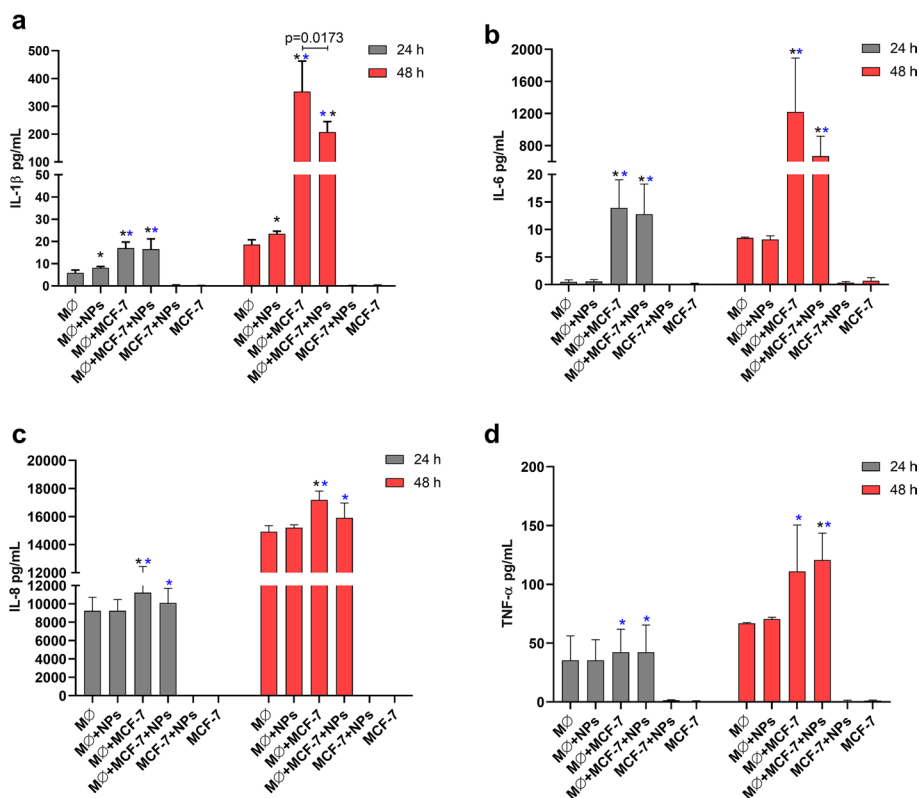 a
p=0.0173
* *
* *
*
* *
* *
*
500
400
300
200
100
50
40
30
20
10
0
IL-1β pg/mL
24 h
48 h
MØ
MØ+NPs
MØ+MCF-7
MØ+MCF-7+NPs
MCF-7+NPs
MCF-7
MØ
MØ+NPs
MØ+MCF-7
MØ+MCF-7+NPs
MCF-7+NPs
MCF-7
b
* *
* *
* *
* *
2000
1600
1200
800
20
15
10
5
0
IL-6 pg/mL
24 h
48 h
MØ
MØ+NPs
MØ+MCF-7
MØ+MCF-7+NPs
MCF-7+NPs
MCF-7
MØ
MØ+NPs
MØ+MCF-7
MØ+MCF-7+NPs
MCF-7+NPs
MCF-7
c
* *
*
* *
*
20000
18000
16000
14000
12000
12000
10000
8000
6000
4000
2000
0
IL-8 pg/mL
24 h
48 h
MØ
MØ+NPs
MØ+MCF-7
MØ+MCF-7+NPs
MCF-7+NPs
MCF-7
MØ
MØ+NPs
MØ+MCF-7
MØ+MCF-7+NPs
MCF-7+NPs
MCF-7
d
*
* *
*
*
200
150
100
50
0
TNF-α pg/mL
24 h
48 h
MØ
MØ+NPs
MØ+MCF-7
MØ+MCF-7+NPs
MCF-7+NPs
MCF-7
MØ
MØ+NPs
MØ+MCF-7
MØ+MCF-7+NPs
MCF-7+NPs
MCF-7